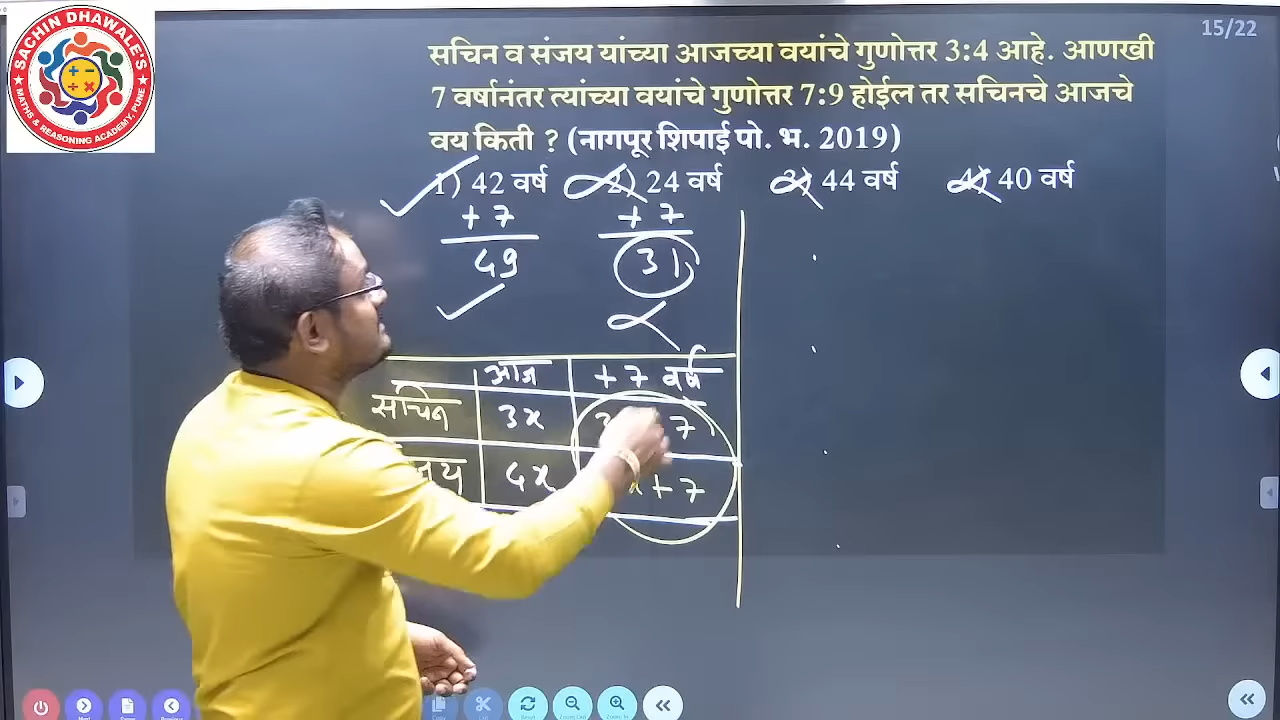 SACHIN DHAWALE'S
MATHS & REASONING ACADEMY, PUNE
15/22
सचिन व संजय यांच्या आजच्या वयांचे गुणोत्तर 3:4 आहे. आणखी
7 वर्षानंतर त्यांच्या वयांचे गुणोत्तर 7:9 होईल तर सचिनचे आजचे
वय किती ? (नागपूर शिपाई पो. भ. 2019)
1) 42 वर्ष 2) 24 वर्ष 3) 44 वर्ष 4) 40 वर्ष
+ 7 + 7
49 31
आज + 7 वर्ष
सचिन 3x 7
4x x + 7